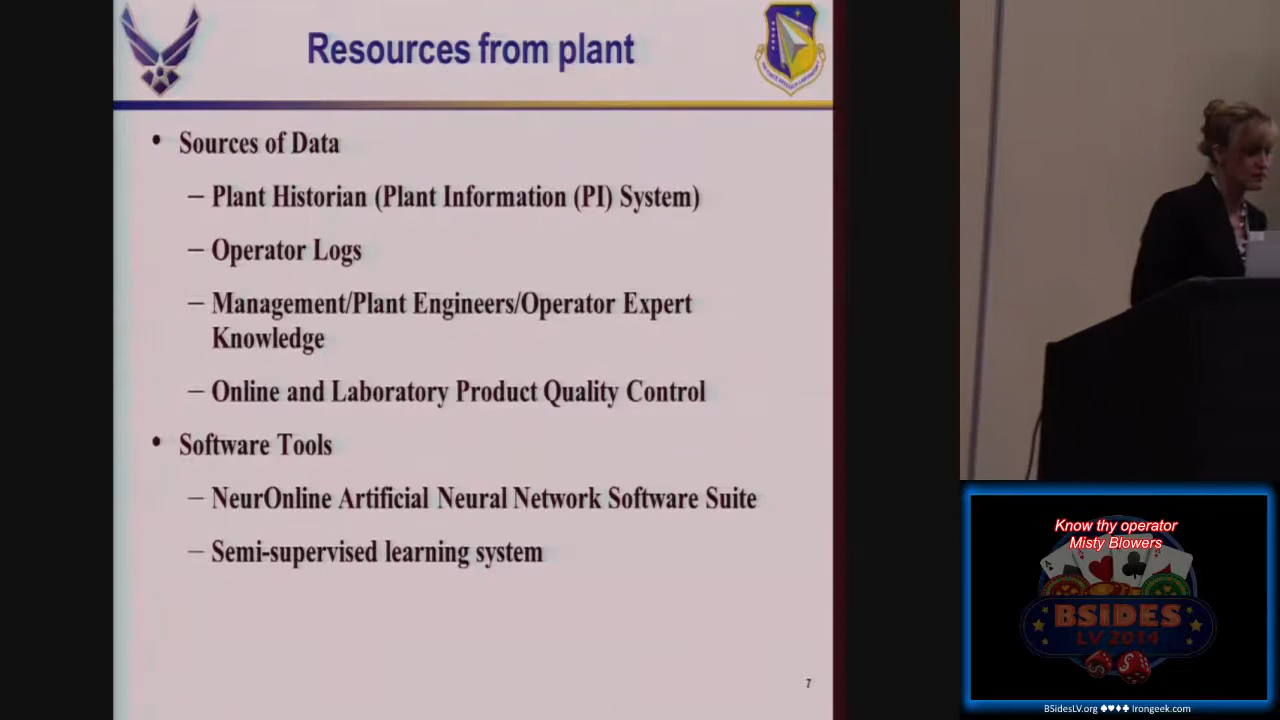 Resources from plant
• Sources of Data
– Plant Historian (Plant Information (PI) System)
– Operator Logs
– Management/Plant Engineers/Operator Expert
Knowledge
– Online and Laboratory Product Quality Control
• Software Tools
– NeurOnline Artificial Neural Network Software Suite
– Semi-supervised learning system
7
Know thy operator
Misty Blowers
BSIDES
LV 2014
BSidesLV.org ♠♥♦♣ Irongeek.com